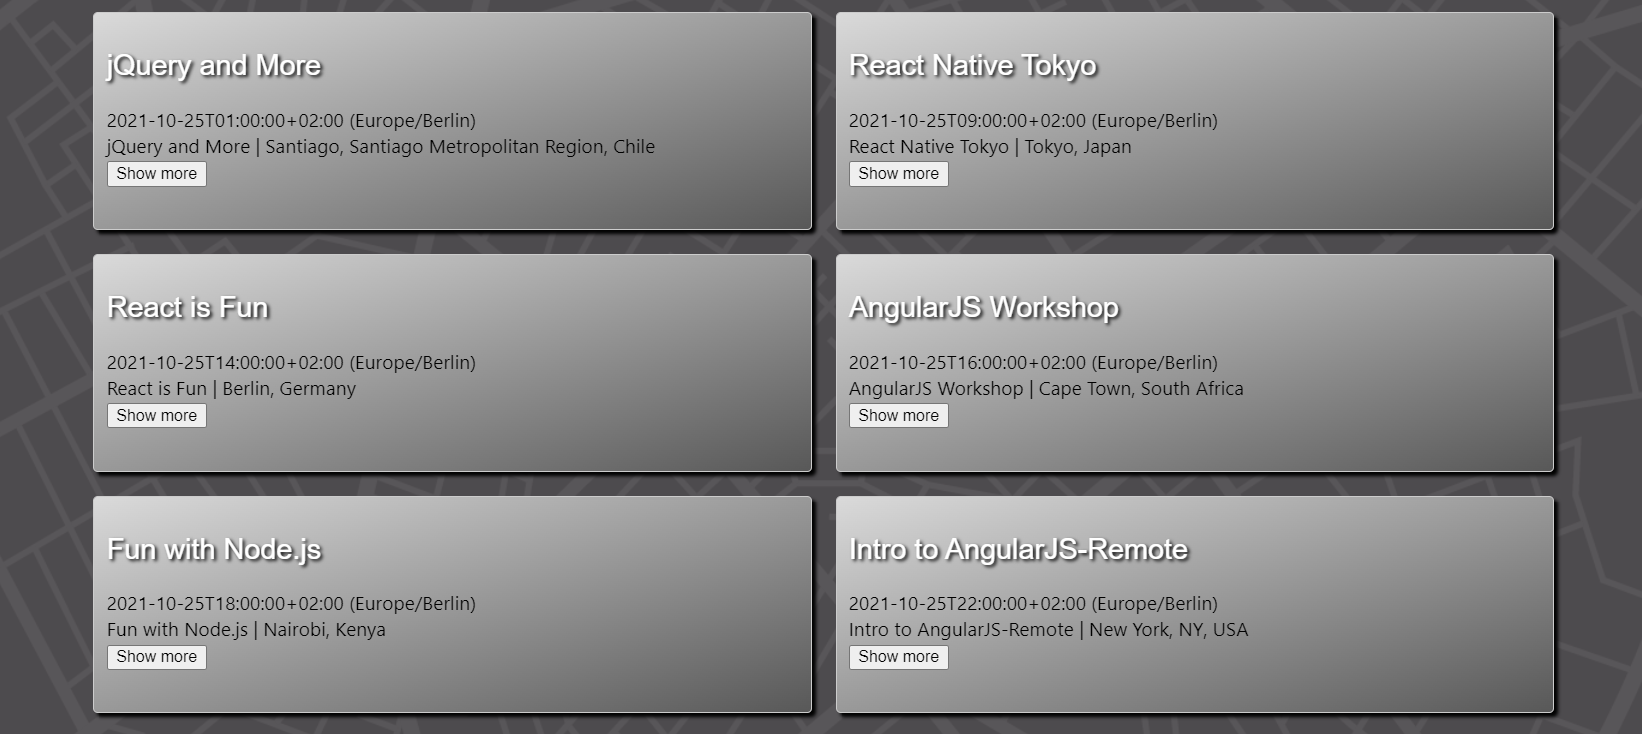 jQuery and More
2021-10-25T01:00:00+02:00 (Europe/Berlin)
jQuery and More | Santiago, Santiago Metropolitan Region, Chile
Show more
React Native Tokyo
2021-10-25T09:00:00+02:00 (Europe/Berlin)
React Native Tokyo | Tokyo, Japan
Show more
React is Fun
2021-10-25T14:00:00+02:00 (Europe/Berlin)
React is Fun | Berlin, Germany
Show more
AngularJS Workshop
2021-10-25T16:00:00+02:00 (Europe/Berlin)
AngularJS Workshop | Cape Town, South Africa
Show more
Fun with Node.js
2021-10-25T18:00:00+02:00 (Europe/Berlin)
Fun with Node.js | Nairobi, Kenya
Show more
Intro to AngularJS-Remote
2021-10-25T22:00:00+02:00 (Europe/Berlin)
Intro to AngularJS-Remote | New York, NY, USA
Show more